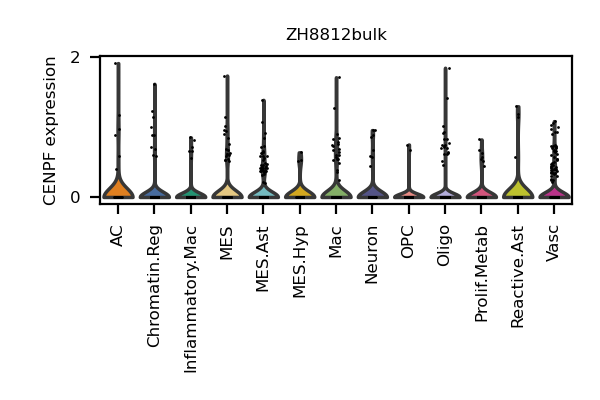 ZH8812bulk
CENPF expression
2
0
AC
Chromatin.Reg
Inflammatory.Mac
MES
MES.Ast
MES.Hyp
Mac
Neuron
OPC
Oligo
Prolif.Metab
Reactive.Ast
Vasc